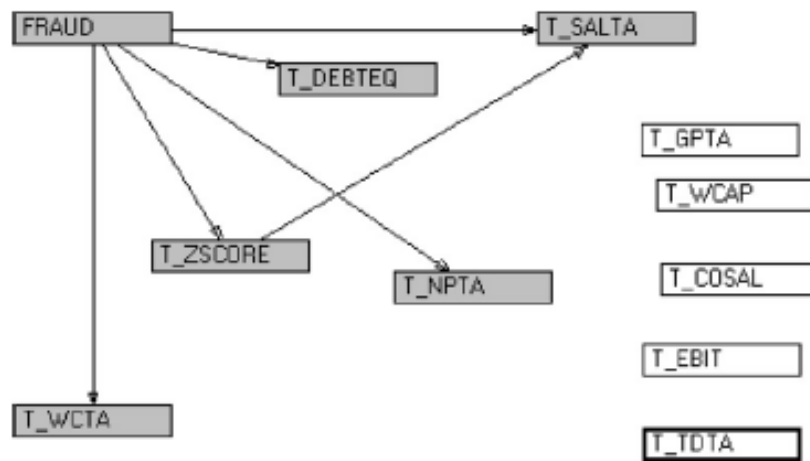 FRAUD
T_SALTA
T_DEBTEQ
T_GPTA
T_WCAP
T_ZSCORE
T_NPTA
T_COSAL
T_EBIT
T_WCTA
T_TDTA